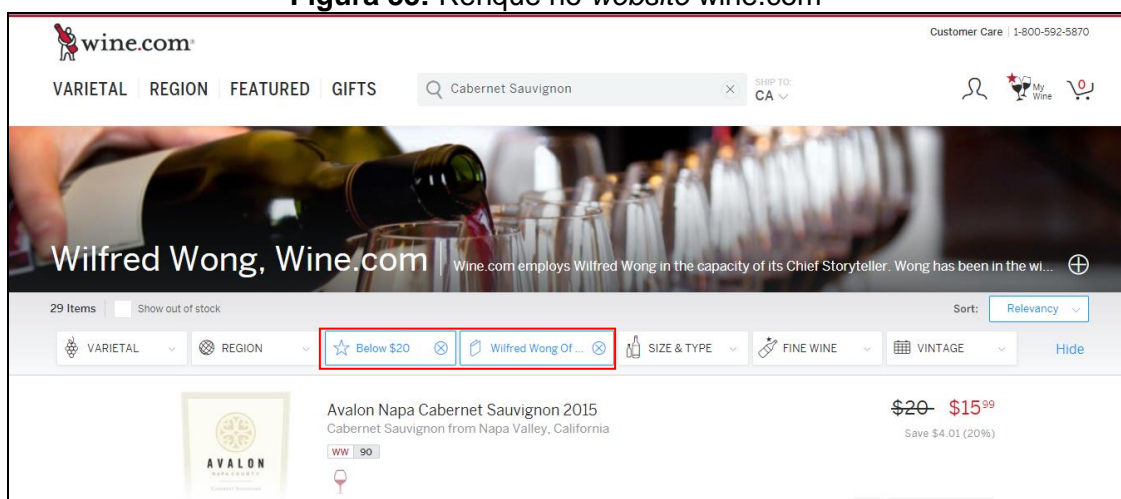 Figura 53: Renque no website wine.com
wine.com
Customer Care | 1-800-592-5870
VARIETAL REGION FEATURED GIFTS
Cabernet Sauvignon
SHIP TO:
CA
My
Wine
0
Wilfred Wong, Wine.com
Wine.com employs Wilfred Wong in the capacity of its Chief Storyteller. Wong has been in the wi...
29 Items Show out of stock
Sort: Relevancy
VARIETAL REGION Below $20 Wilfred Wong Of ... SIZE & TYPE FINE WINE VINTAGE Hide
Avalon Napa Cabernet Sauvignon 2015
$20 $15.99
Cabernet Sauvignon from Napa Valley, California
Save $4.01 (20%)
WW 90
AVALON